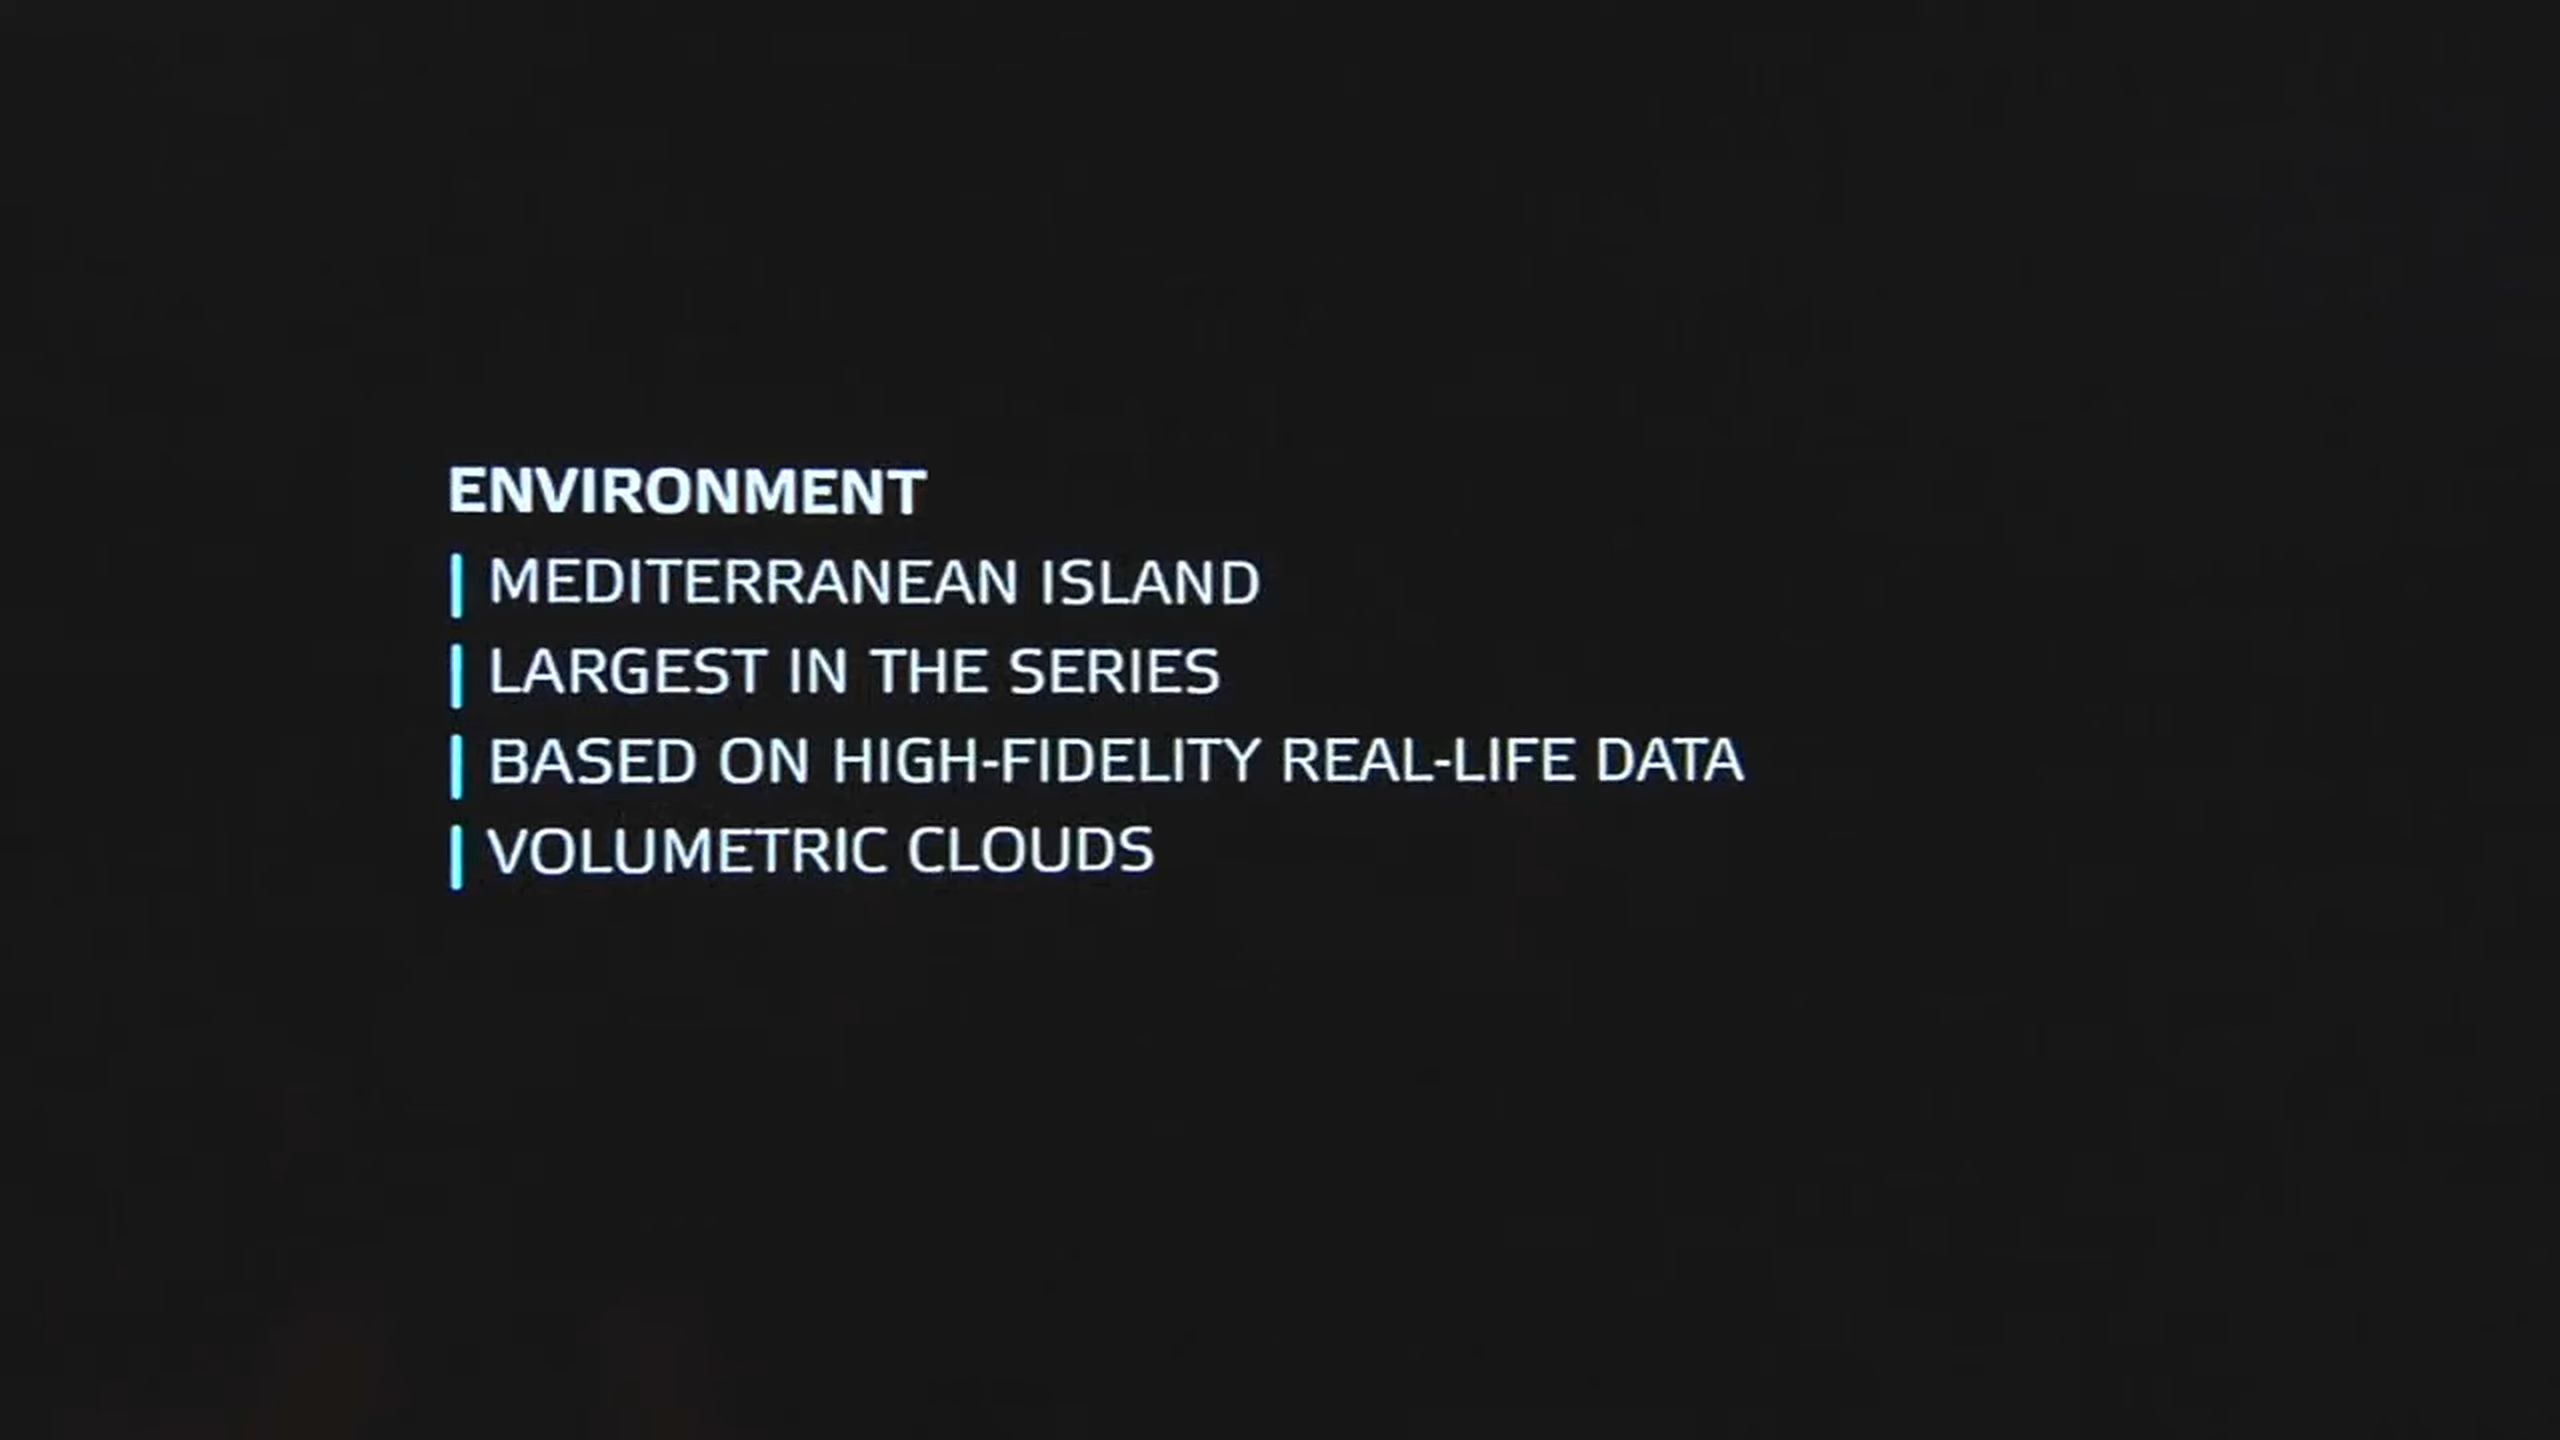 ENVIRONMENT
MEDITERRANEAN ISLAND
LARGEST IN THE SERIES
BASED ON HIGH-FIDELITY REAL-LIFE DATA
VOLUMETRIC CLOUDS